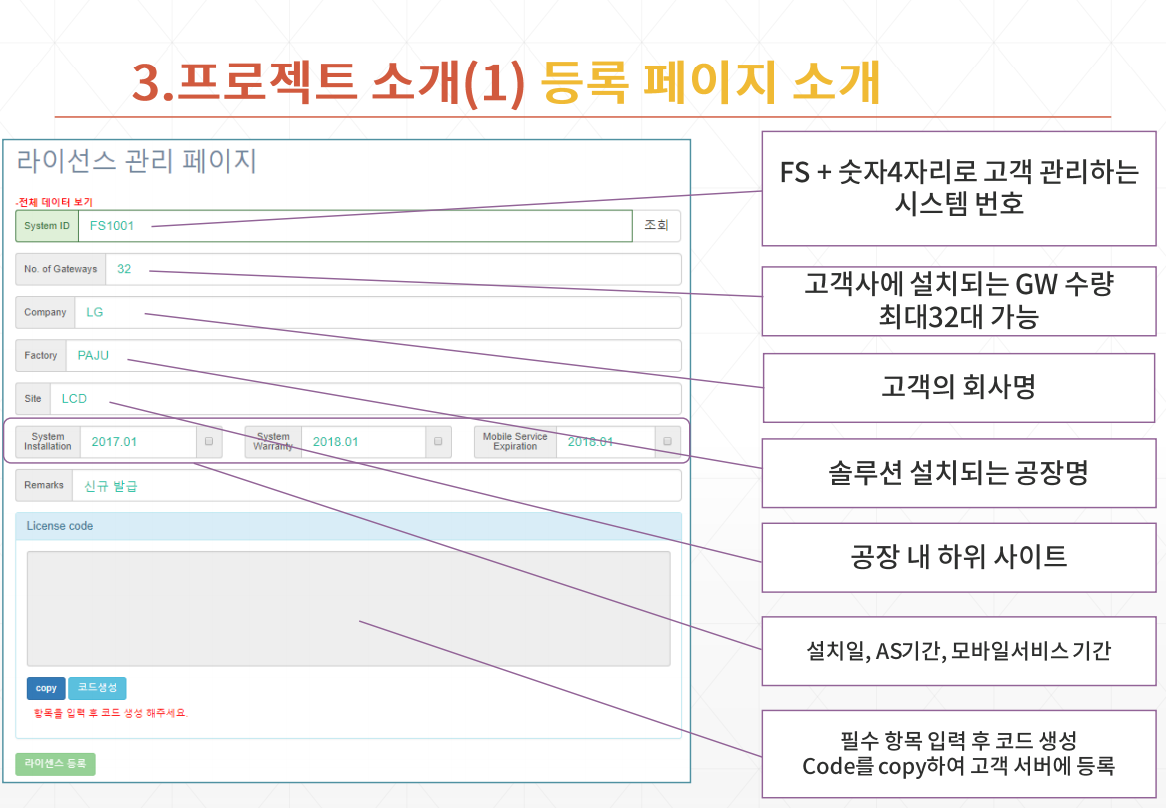 3.프로젝트 소개(1) 등록 페이지 소개
라이선스 관리 페이지
-전체 데이터 보기
System ID FS1001 조회
No. of Gateways 32
Company LG
Factory PAJU
Site LCD
System Installation 2017.01 System Warranty 2018.01 Mobile Service Expiration 2018.01
Remarks 신규 발급
License code
copy 코드생성
항목을 입력 후 코드 생성 해주세요.
라이센스 등록
FS + 숫자4자리로 고객 관리하는
시스템 번호
고객사에 설치되는 GW 수량
최대32대 가능
고객의 회사명
솔루션 설치되는 공장명
공장 내 하위 사이트
설치일, AS기간, 모바일서비스 기간
필수 항목 입력 후 코드 생성
Code를 copy하여 고객 서버에 등록